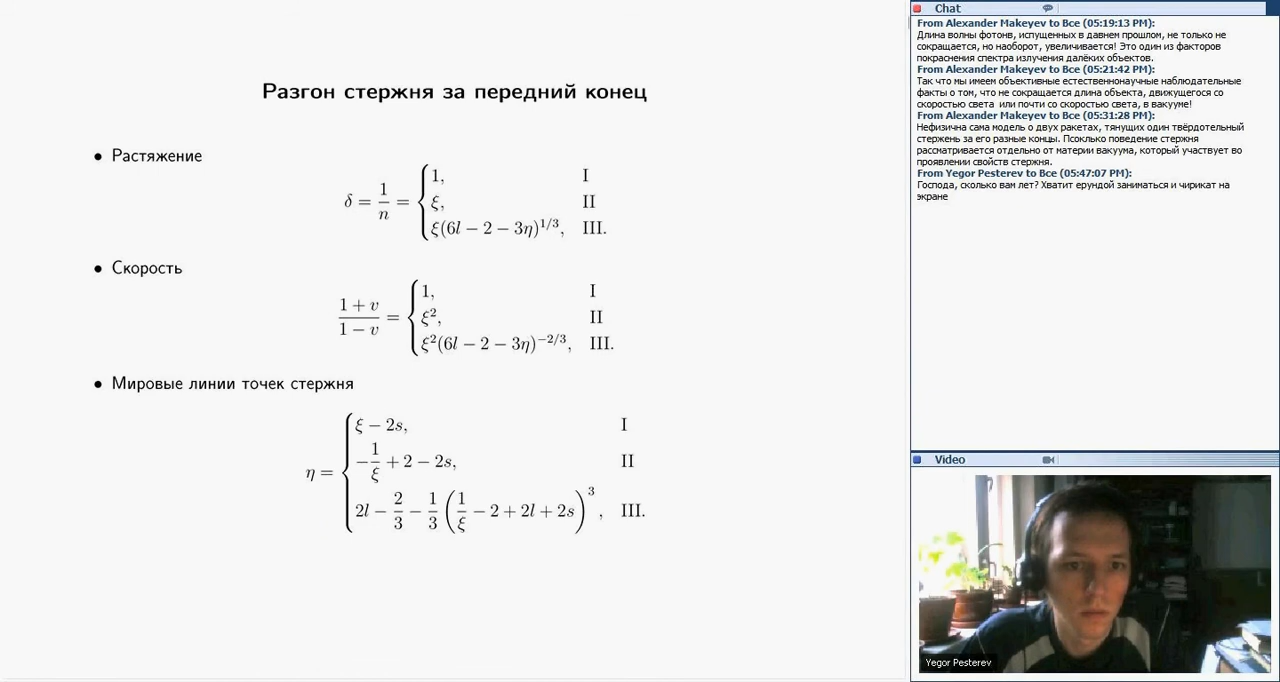 Разгон стержня за передний конец
• Растяжение
δ = 1/n = { 1, I
ξ, II
ξ(6l − 2 − 3η)^{1/3}, III.
• Скорость
(1 + v)/(1 − v) = { 1, I
ξ², II
ξ²(6l − 2 − 3η)^{−2/3}, III.
• Мировые линии точек стержня
η = { ξ − 2s, I
−1/ξ + 2 − 2s, II
2l − 2/3 − 1/3 (1/ξ − 2 + 2l + 2s)³, III.
Chat
From Alexander Makeyev to Все (05:19:13 PM):
Длина волны фотонв, испущенных в давнем прошлом, не только не
сокращается, но наоборот, увеличивается! Это один из факторов
покраснения спектра излучения далёких объектов.
From Alexander Makeyev to Все (05:21:42 PM):
Так что мы имеем объективные естественнонаучные наблюдательные
факты о том, что не сокращается длина объекта, движущегося со
скоростью света или почти со скоростью света, в вакууме!
From Alexander Makeyev to Все (05:31:28 PM):
Нефизична сама модель о двух ракетах, тянущих один твёрдотельный
стержень за его разные концы. Псколько поведение стержня
рассматривается отдельно от материи вакуума, который участвует во
проявлении свойств стержня.
From Yegor Pesterev to Все (05:47:07 PM):
Господа, сколько вам лет? Хватит ерундой заниматься и чирикат на
экране
Video
Yegor Pesterev